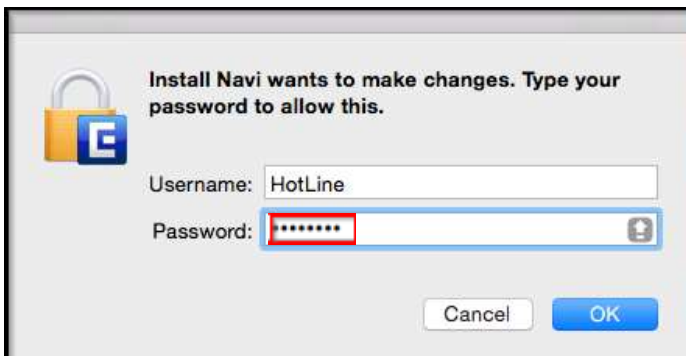 Install Navi wants to make changes. Type your
password to allow this.
Username: HotLine
Password: ••••••••
Cancel OK